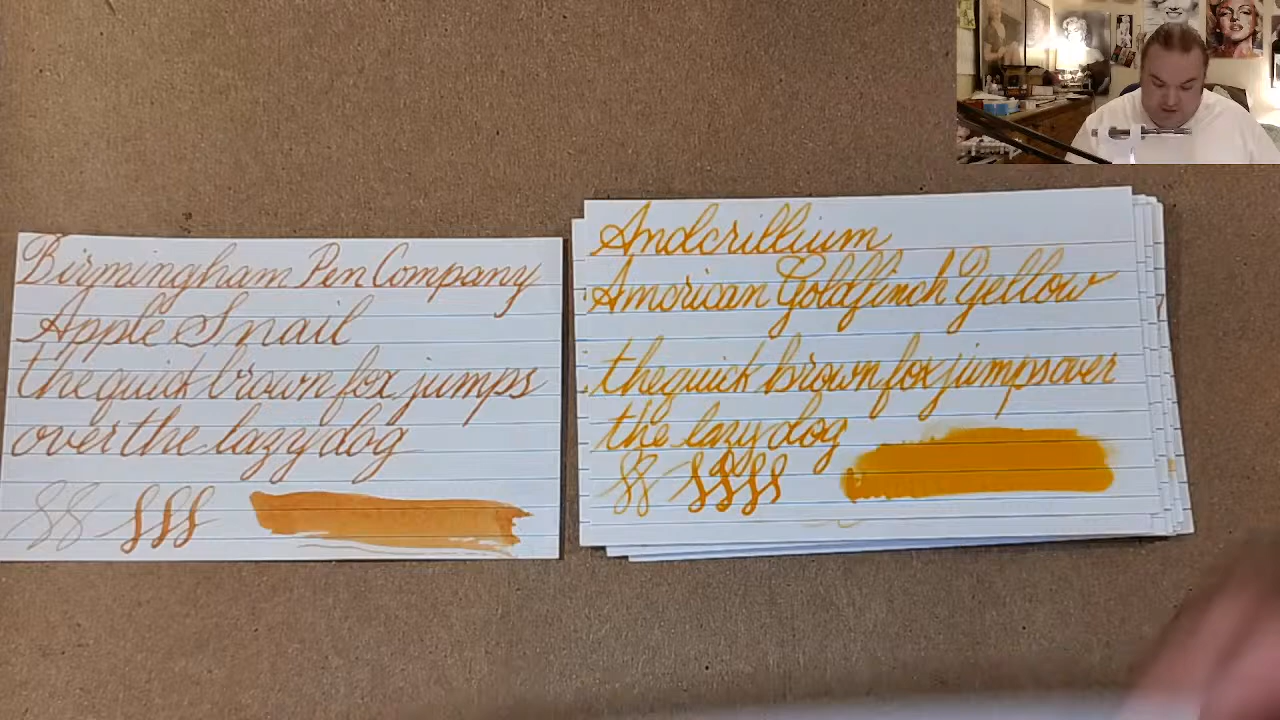 Birmingham Pen Company
Apple Snail
the quick brown fox jumps
over the lazy dog
Andcrillium
American Goldfinch Yellow
the quick brown fox jumps over
the lazy dog